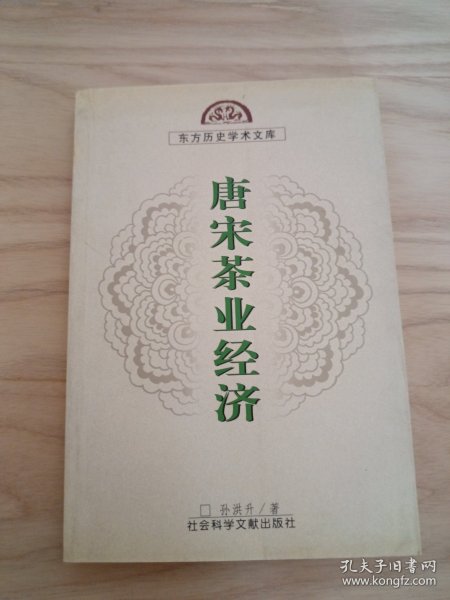 东方历史学术文库
唐宋茶业经济
□ 孙洪升/著
社会科学文献出版社
孔夫子旧书网
www.kongfz.com